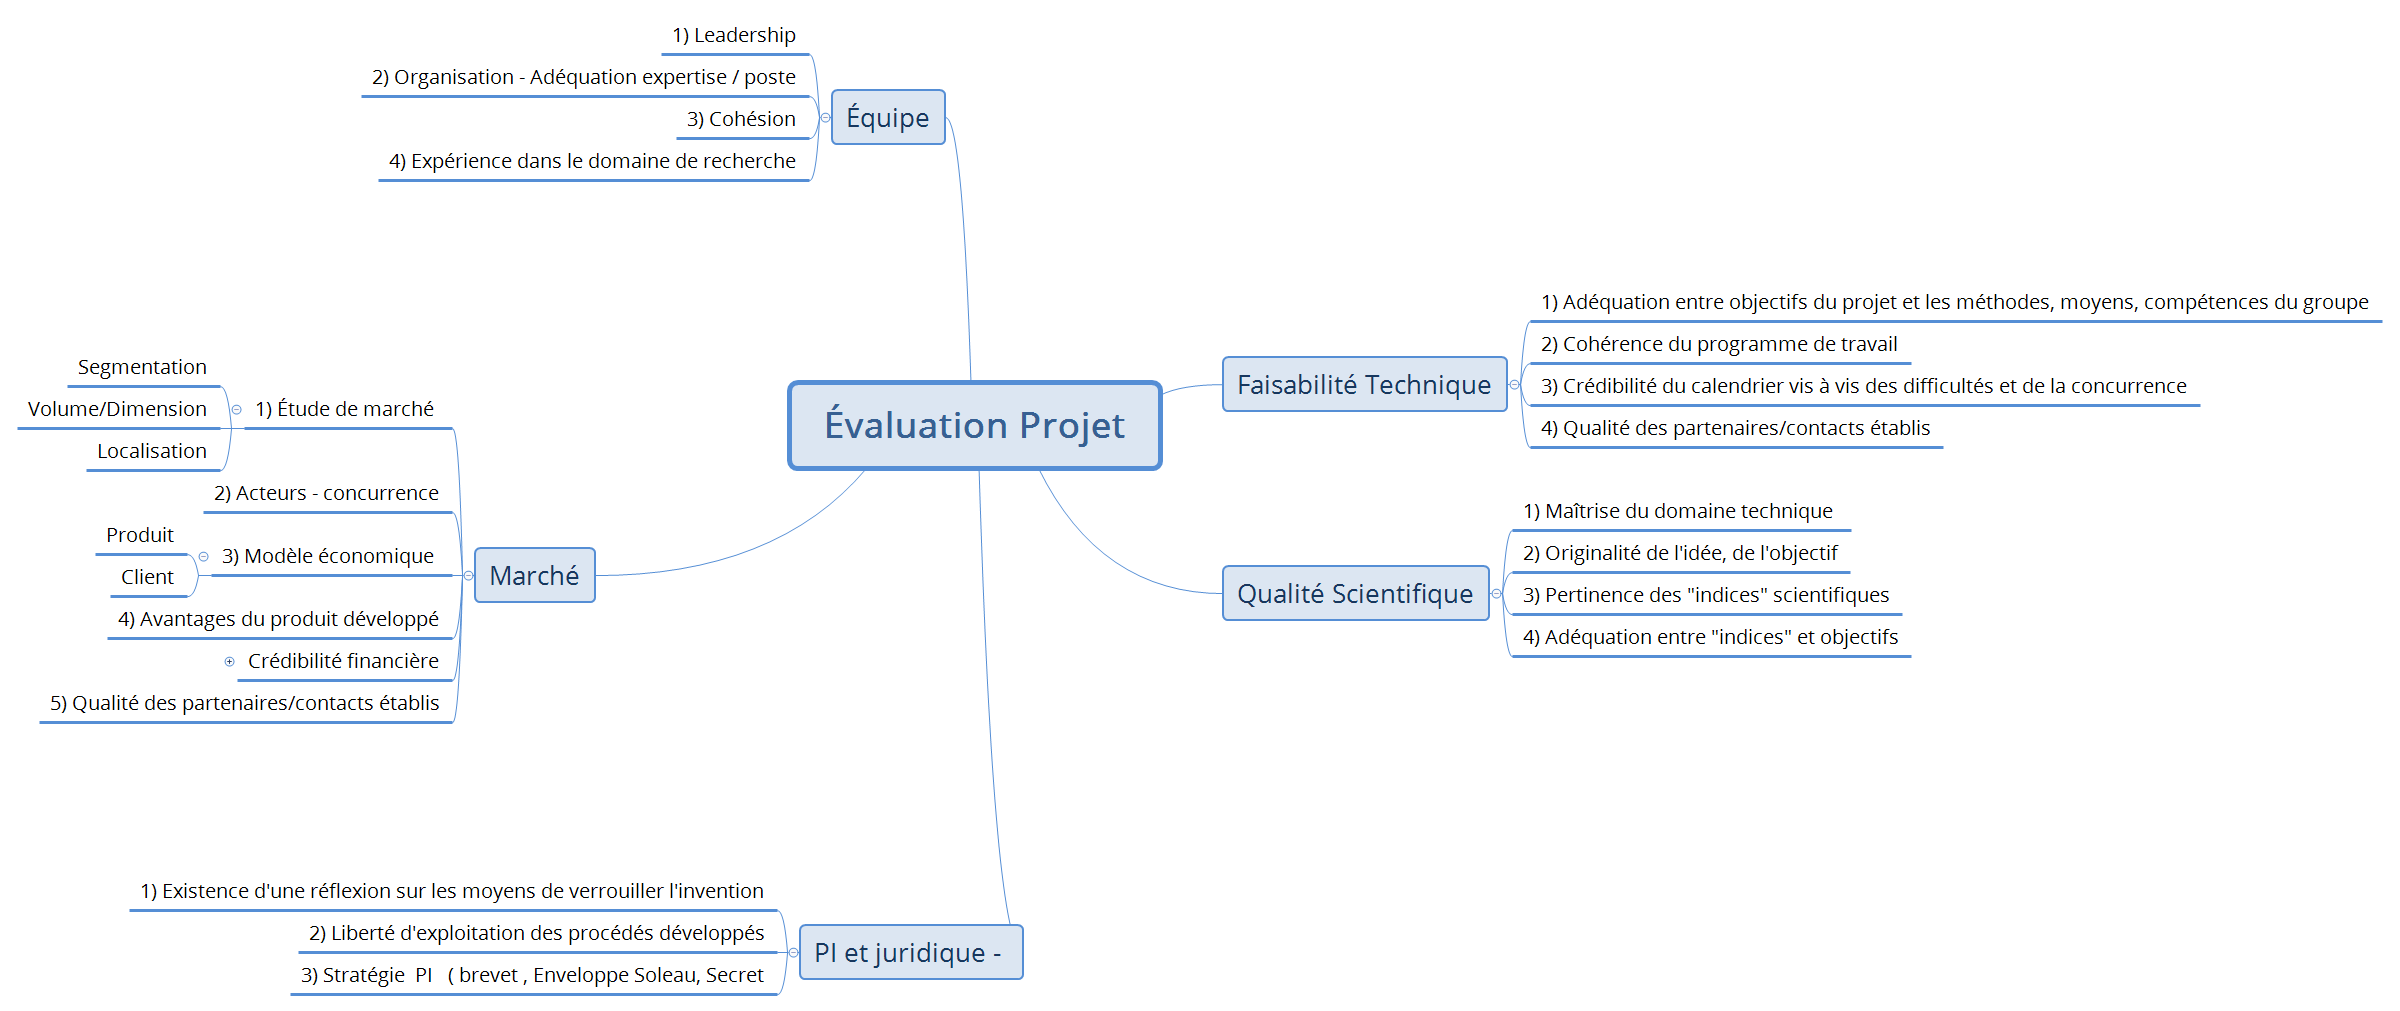 Évaluation Projet
Équipe
1) Leadership
2) Organisation - Adéquation expertise / poste
3) Cohésion
4) Expérience dans le domaine de recherche
Faisabilité Technique
1) Adéquation entre objectifs du projet et les méthodes, moyens, compétences du groupe
2) Cohérence du programme de travail
3) Crédibilité du calendrier vis à vis des difficultés et de la concurrence
4) Qualité des partenaires/contacts établis
Qualité Scientifique
1) Maîtrise du domaine technique
2) Originalité de l'idée, de l'objectif
3) Pertinence des "indices" scientifiques
4) Adéquation entre "indices" et objectifs
Marché
1) Étude de marché
Segmentation
Volume/Dimension
Localisation
2) Acteurs - concurrence
3) Modèle économique
Produit
Client
4) Avantages du produit développé
Crédibilité financière
5) Qualité des partenaires/contacts établis
PI et juridique -
1) Existence d'une réflexion sur les moyens de verrouiller l'invention
2) Liberté d'exploitation des procédés développés
3) Stratégie  PI   ( brevet , Enveloppe Soleau, Secret